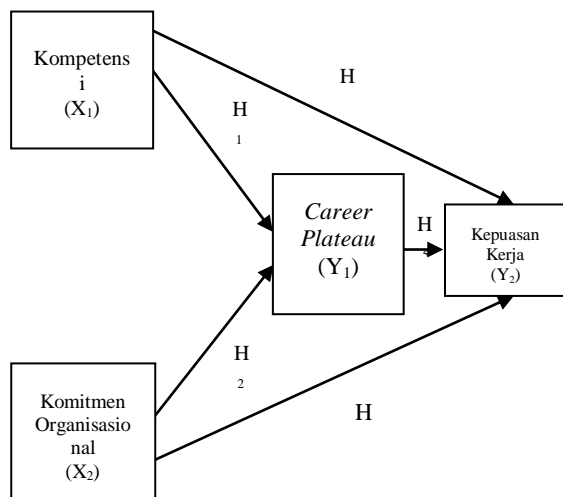 Kompetens
i
(X₁)
H
H
1
Career
Plateau
(Y₁)
H
Kepuasan
Kerja
(Y₂)
H
2
H
Komitmen
Organisasio
nal
(X₂)